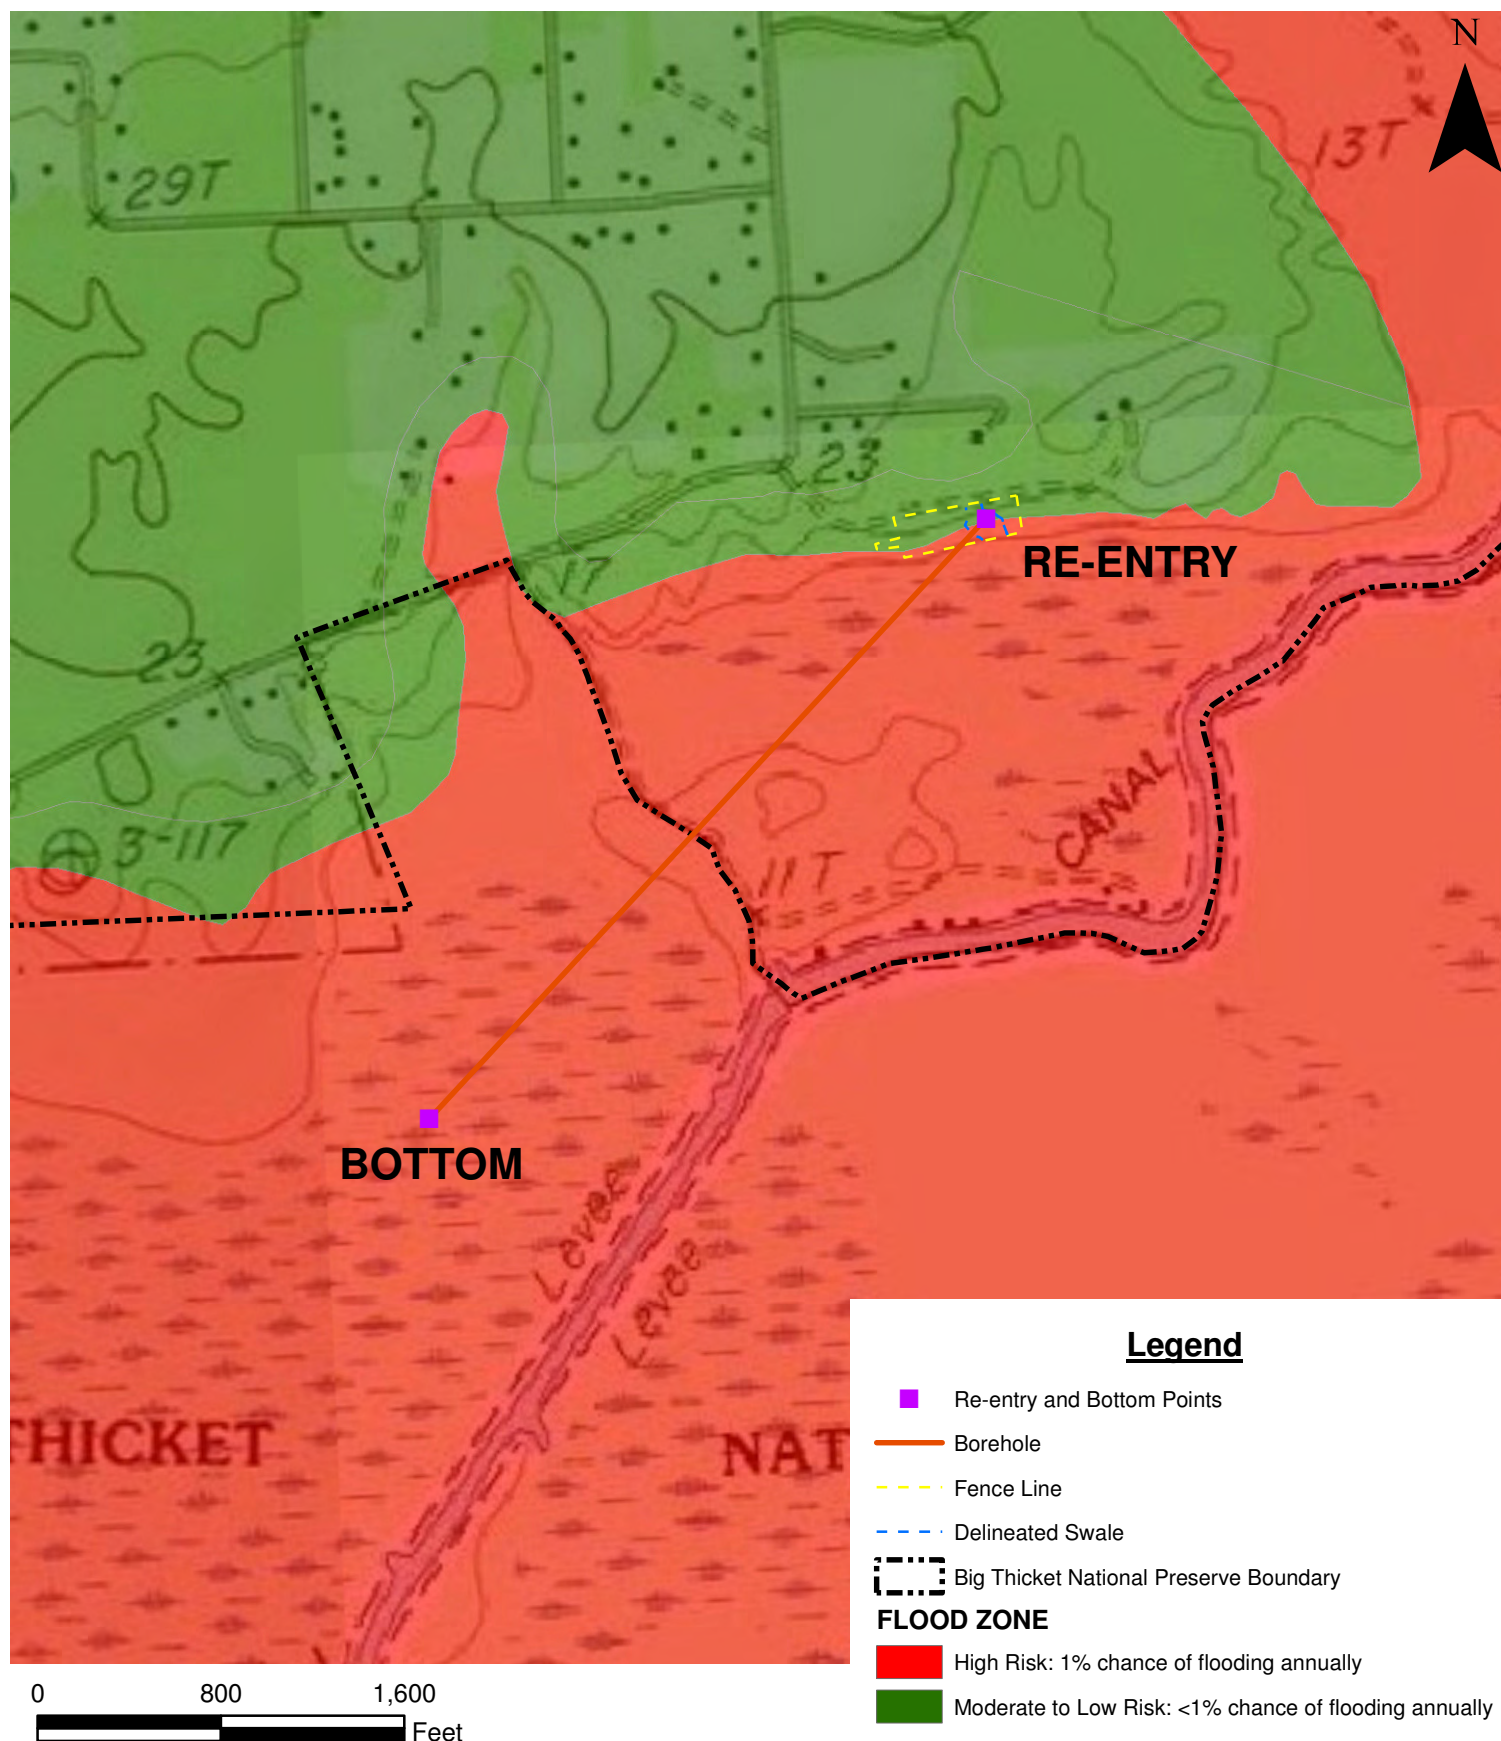 N
13T
29T
23
RE-ENTRY
17
23
CANAL
3-117
11T
BOTTOM
Levee
Levee
THICKET
NAT
Legend
Re-entry and Bottom Points
Borehole
Fence Line
Delineated Swale
Big Thicket National Preserve Boundary
FLOOD ZONE
High Risk: 1% chance of flooding annually
Moderate to Low Risk: <1% chance of flooding annually
0 800 1,600
Feet